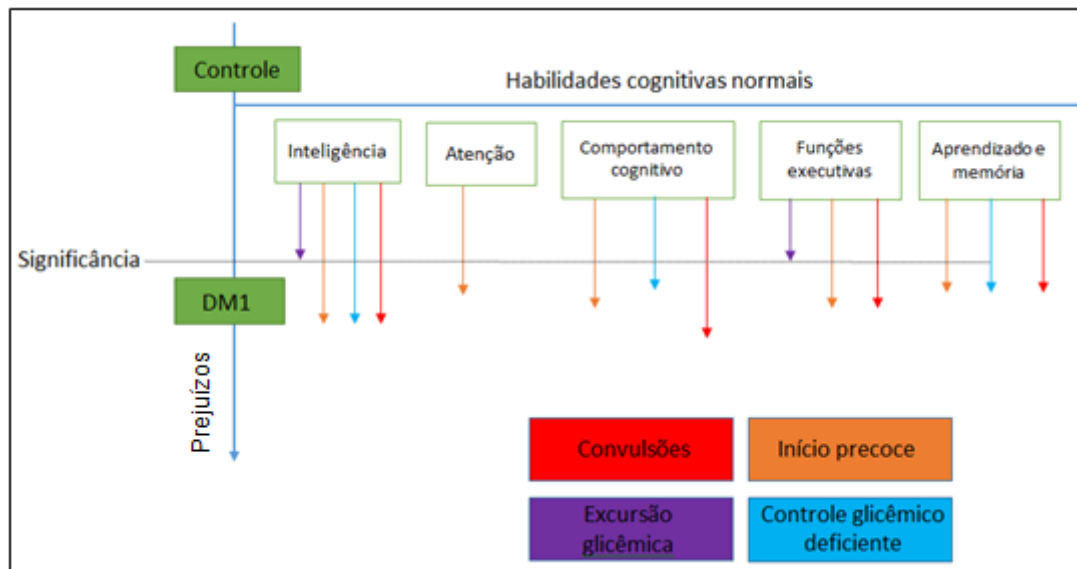 Controle
Habilidades cognitivas normais
Inteligência
Atenção
Comportamento
cognitivo
Funções
executivas
Aprendizado e
memória
Significância
DM1
Prejuízos
Convulsões
Início precoce
Excursão
glicêmica
Controle glicêmico
deficiente